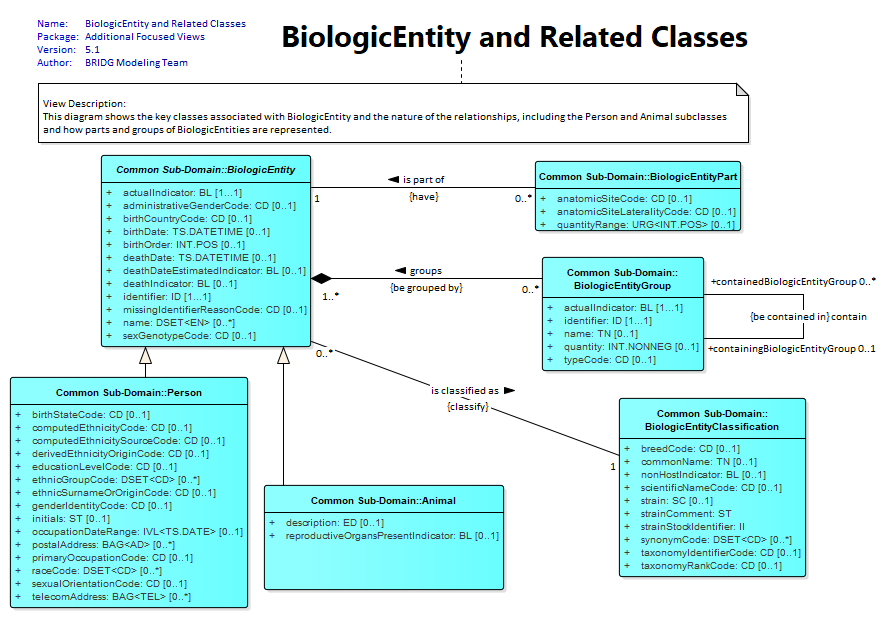 Name: BiologicEntity and Related Classes
Package: Additional Focused Views
Version: 5.1
Author: BRIDG Modeling Team
BiologicEntity and Related Classes
View Description:
This diagram shows the key classes associated with BiologicEntity and the nature of the relationships, including the Person and Animal subclasses
and how parts and groups of BiologicEntities are represented.
Common Sub-Domain::BiologicEntity
+ actualIndicator: BL [1...1]
+ administrativeGenderCode: CD [0..1]
+ birthCountryCode: CD [0..1]
+ birthDate: TS.DATETIME [0..1]
+ birthOrder: INT.POS [0..1]
+ deathDate: TS.DATETIME [0..1]
+ deathDateEstimatedIndicator: BL [0..1]
+ deathIndicator: BL [0..1]
+ identifier: ID [1...1]
+ missingIdentifierReasonCode: CD [0..1]
+ name: DSET<EN> [0..*]
+ sexGenotypeCode: CD [0..1]
is part of
{have}
1
0..*
Common Sub-Domain::BiologicEntityPart
+ anatomicSiteCode: CD [0..1]
+ anatomicSiteLateralityCode: CD [0..1]
+ quantityRange: URG<INT.POS> [0..1]
groups
{be grouped by}
1..*
0..*
Common Sub-Domain::
BiologicEntityGroup
+ actualIndicator: BL [1...1]
+ identifier: ID [1...1]
+ name: TN [0..1]
+ quantity: INT.NONNEG [0..1]
+ typeCode: CD [0..1]
+containedBiologicEntityGroup 0..*
{be contained in} contain
+containingBiologicEntityGroup 0..1
0..*
is classified as
{classify}
1
Common Sub-Domain::Person
+ birthStateCode: CD [0..1]
+ computedEthnicityCode: CD [0..1]
+ computedEthnicitySourceCode: CD [0..1]
+ derivedEthnicityOriginCode: CD [0..1]
+ educationLevelCode: CD [0..1]
+ ethnicGroupCode: DSET<CD> [0..*]
+ ethnicSurnameOrOriginCode: CD [0..1]
+ genderIdentityCode: CD [0..1]
+ initials: ST [0..1]
+ occupationDateRange: IVL<TS.DATE> [0..1]
+ postalAddress: BAG<AD> [0..*]
+ primaryOccupationCode: CD [0..1]
+ raceCode: DSET<CD> [0..*]
+ sexualOrientationCode: CD [0..1]
+ telecomAddress: BAG<TEL> [0..*]
Common Sub-Domain::Animal
+ description: ED [0..1]
+ reproductiveOrgansPresentIndicator: BL [0..1]
Common Sub-Domain::
BiologicEntityClassification
+ breedCode: CD [0..1]
+ commonName: TN [0..1]
+ nonHostIndicator: BL [0..1]
+ scientificNameCode: CD [0..1]
+ strain: SC [0..1]
+ strainComment: ST
+ strainStockIdentifier: II
+ synonymCode: DSET<CD> [0..*]
+ taxonomyIdentifierCode: CD [0..1]
+ taxonomyRankCode: CD [0..1]